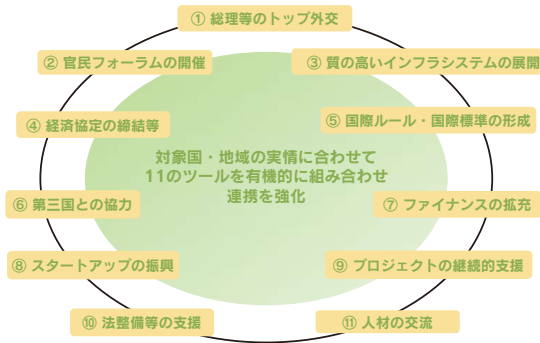 ① 総理等のトップ外交
② 官民フォーラムの開催
③ 質の高いインフラシステムの展開
④ 経済協定の締結等
⑤ 国際ルール・国際標準の形成
対象国・地域の実情に合わせて
11のツールを有機的に組み合わせ
連携を強化
⑥ 第三国との協力
⑦ ファイナンスの拡充
⑧ スタートアップの振興
⑨ プロジェクトの継続的支援
⑩ 法整備等の支援
⑪ 人材の交流